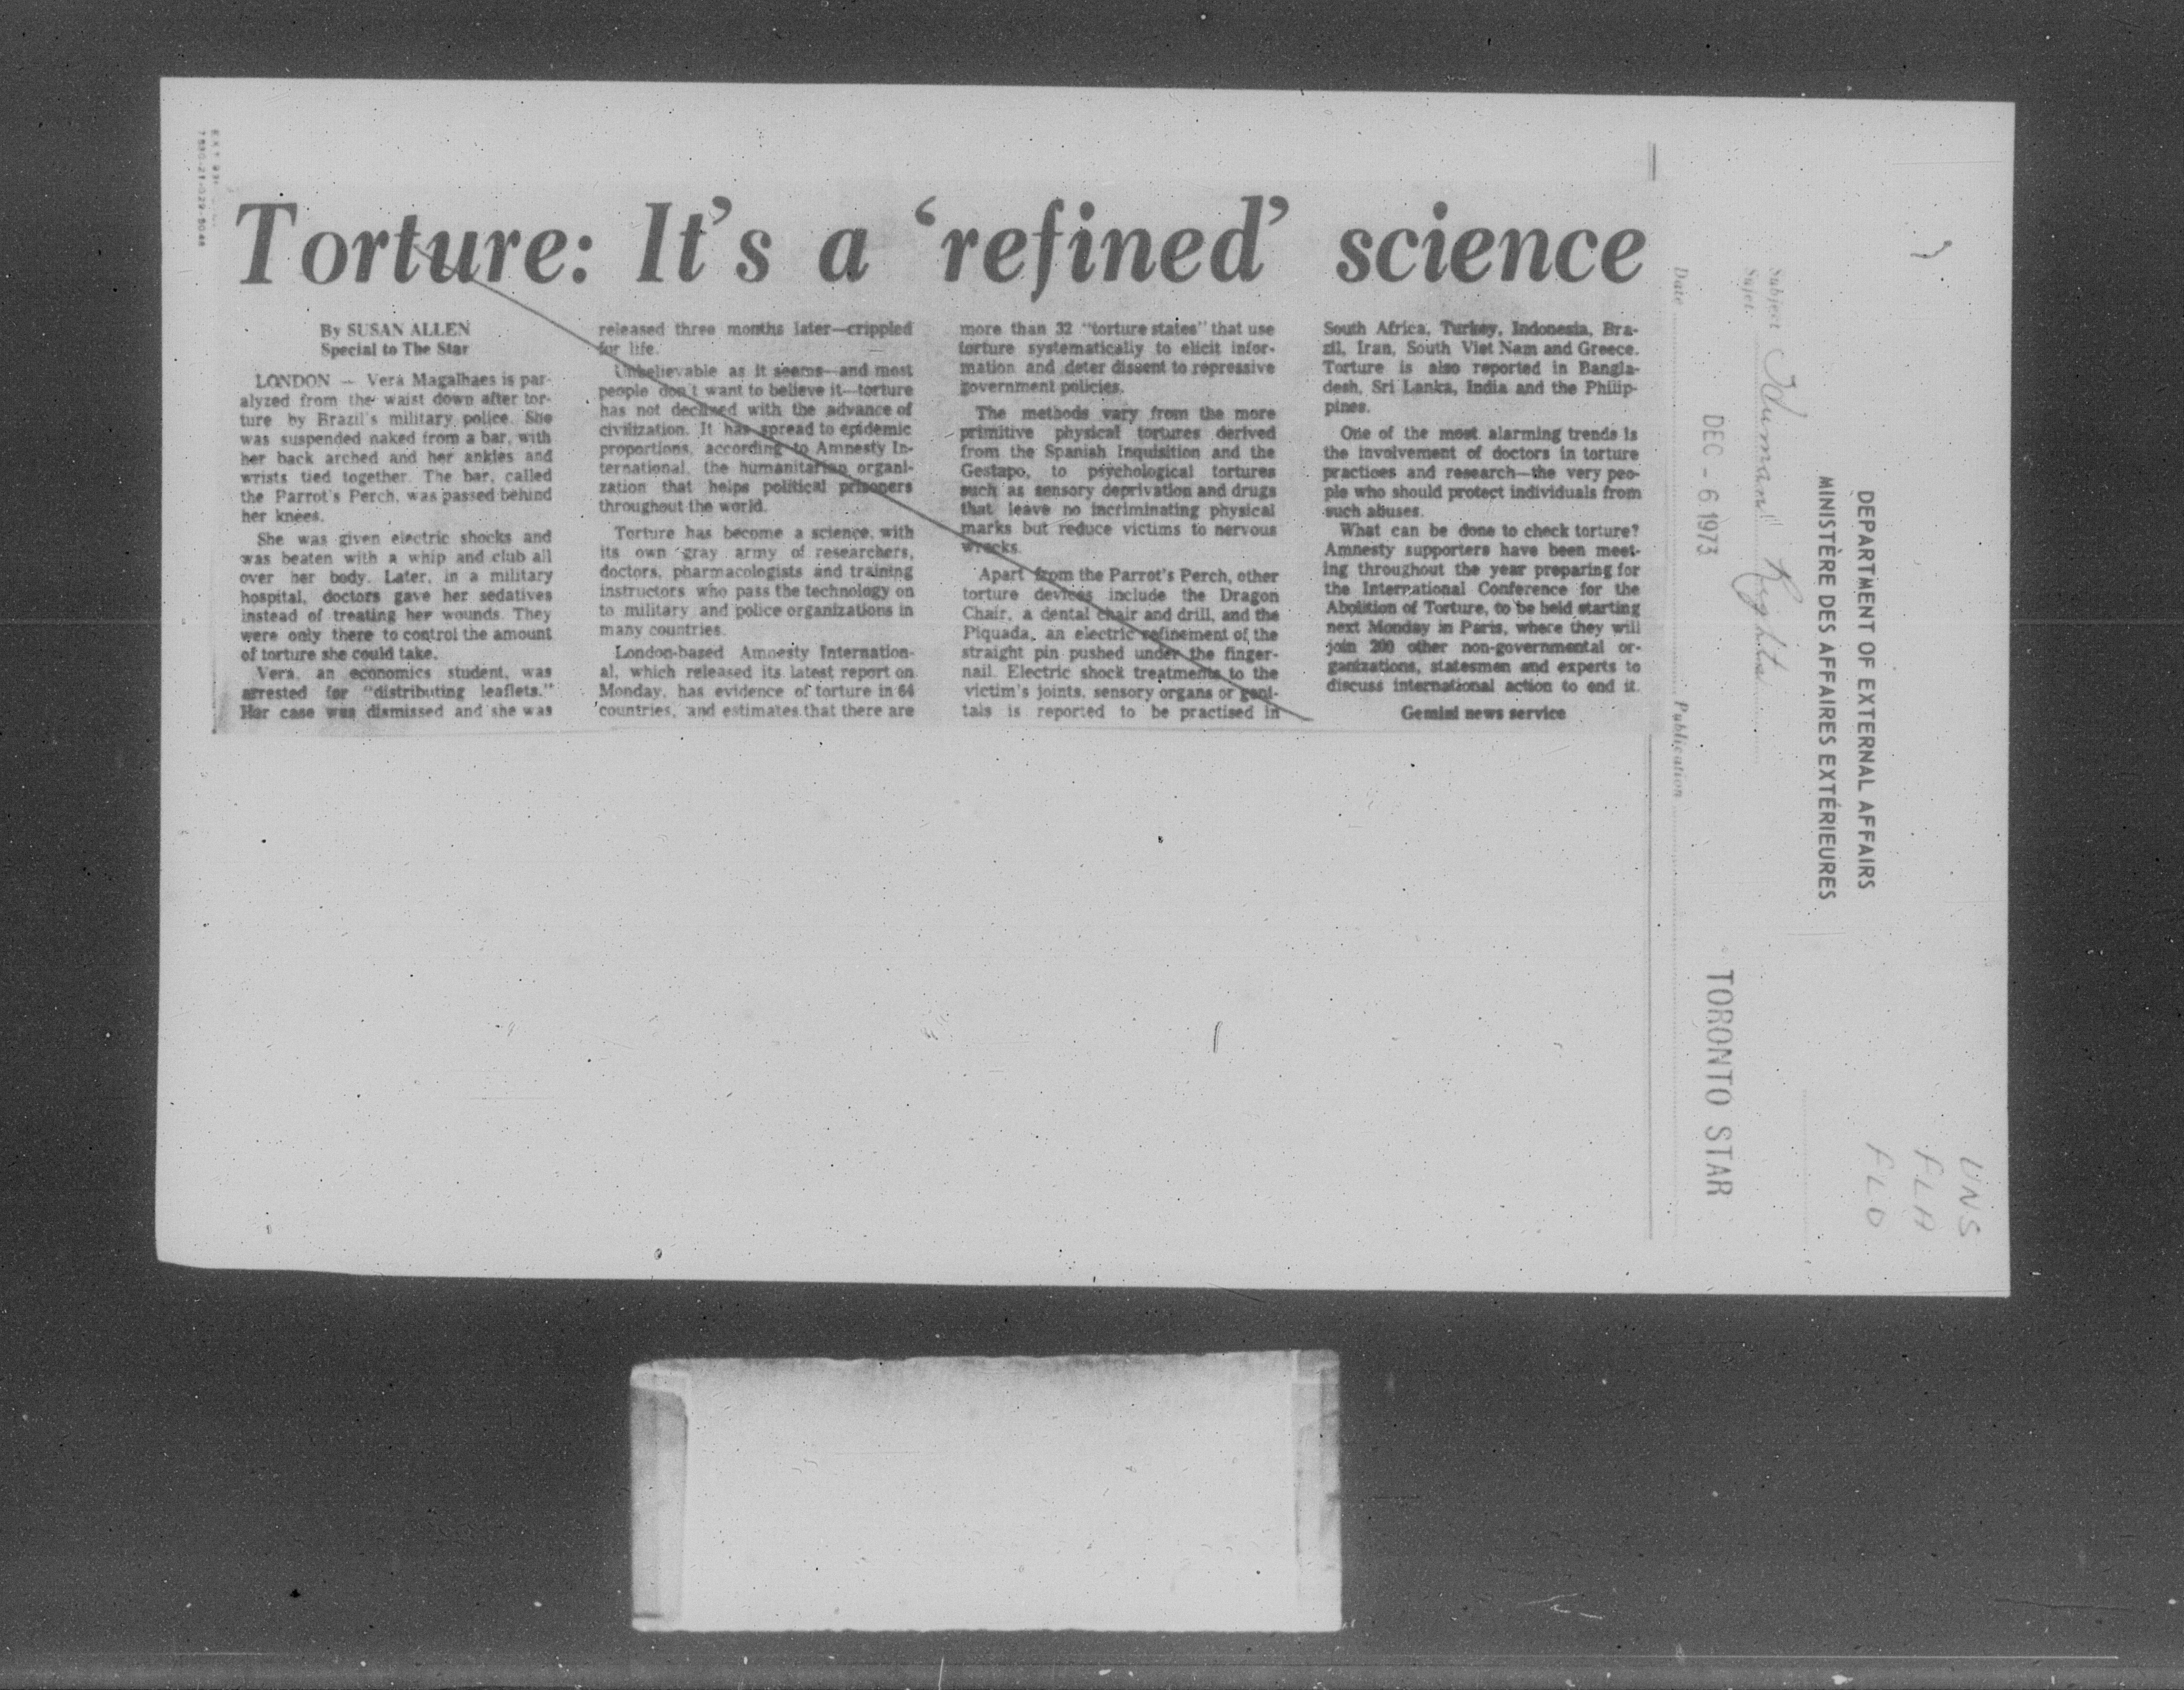 Torture: It's a 'refined' science
By SUSAN ALLEN
Special to The Star
LONDON — Vera Magalhaes is par-
alyzed from the waist down after tor-
ture by Brazil's military police. She
was suspended naked from a bar, with
her back arched and her ankles and
wrists tied together. The bar, called
the Parrot's Perch, was passed behind
her knees.
She was given electric shocks and
was beaten with a whip and club all
over her body. Later, in a military
hospital, doctors gave her sedatives
instead of treating her wounds. They
were only there to control the amount
of torture she could take.
Vera, an economics student, was
arrested for "distributing leaflets."
Her case was dismissed and she was
released three months later—crippled
for life.
Unbelievable as it seems—and most
people don't want to believe it—torture
has not declined with the advance of
civilization. It has spread to epidemic
proportions, according to Amnesty In-
ternational, the humanitarian organi-
zation that helps political prisoners
throughout the world.
Torture has become a science, with
its own gray army of researchers,
doctors, pharmacologists and training
instructors who pass the technology on
to military and police organizations in
many countries.
London-based Amnesty Internation-
al, which released its latest report on
Monday, has evidence of torture in 64
countries, and estimates that there are
more than 32 "torture states" that use
torture systematically to elicit infor-
mation and deter dissent to repressive
government policies.
The methods vary from the more
primitive physical tortures derived
from the Spanish Inquisition and the
Gestapo, to psychological tortures
such as sensory deprivation and drugs
that leave no incriminating physical
marks but reduce victims to nervous
wrecks.
Apart from the Parrot's Perch, other
torture devices include the Dragon
Chair, a dental chair and drill, and the
Piquada, an electric refinement of the
straight pin pushed under the finger-
nail. Electric shock treatments to the
victim's joints, sensory organs or geni-
tals is reported to be practised in
South Africa, Turkey, Indonesia, Bra-
zil, Iran, South Viet Nam and Greece.
Torture is also reported in Bangla-
desh, Sri Lanka, India and the Philip-
pines.
One of the most alarming trends is
the involvement of doctors in torture
practices and research—the very peo-
ple who should protect individuals from
such abuses.
What can be done to check torture?
Amnesty supporters have been meet-
ing throughout the year preparing for
the International Conference for the
Abolition of Torture, to be held starting
next Monday in Paris, where they will
join 200 other non-governmental or-
ganizations, statesmen and experts to
discuss international action to end it.
Gemini news service
DEPARTMENT OF EXTERNAL AFFAIRS
MINISTÈRE DES AFFAIRES EXTÉRIEURES
Subject Human Rights
Sujet
DEC - 6 1973 TORONTO STAR
Date Publication
UNS
FLA
FLO